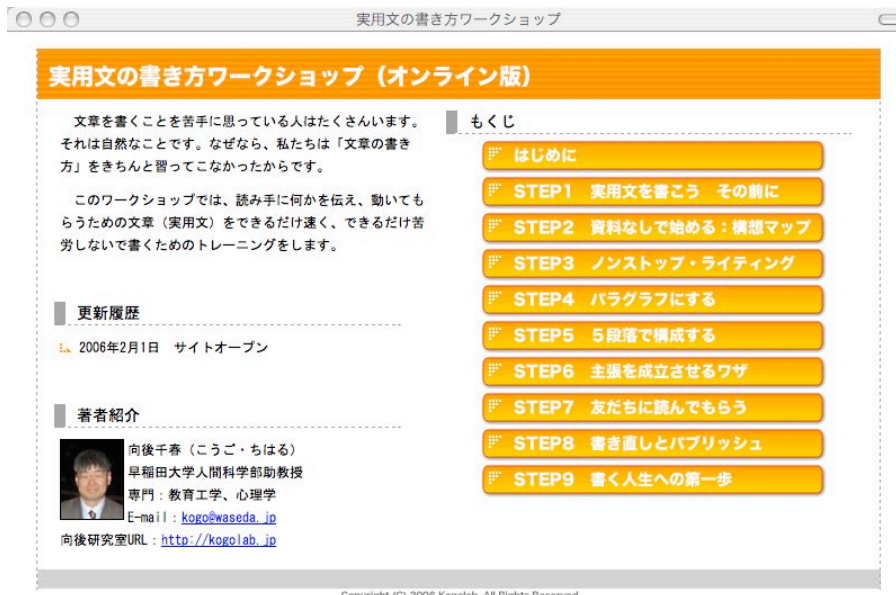 実用文の書き方ワークショップ
実用文の書き方ワークショップ（オンライン版）
文章を書くことを苦手に思っている人はたくさんいます。
それは自然なことです。なぜなら、私たちは「文章の書き
方」をきちんと習ってこなかったからです。
このワークショップでは、読み手に何かを伝え、動いても
らうための文章（実用文）をできるだけ速く、できるだけ苦
労しないで書くためのトレーニングをします。
更新履歴
2006年2月1日　サイトオープン
著者紹介
向後千春（こうご・ちはる）
早稲田大学人間科学部助教授
専門：教育工学、心理学
E-mail：kogo@waseda.jp
向後研究室URL：http://kogolab.jp
もくじ
はじめに
STEP1　実用文を書こう　その前に
STEP2　資料なしで始める：構想マップ
STEP3　ノンストップ・ライティング
STEP4　パラグラフにする
STEP5　５段落で構成する
STEP6　主張を成立させるワザ
STEP7　友だちに読んでもらう
STEP8　書き直しとパブリッシュ
STEP9　書く人生への第一歩
Copyright (C) 2006 Kogolab. All Rights Reserved.